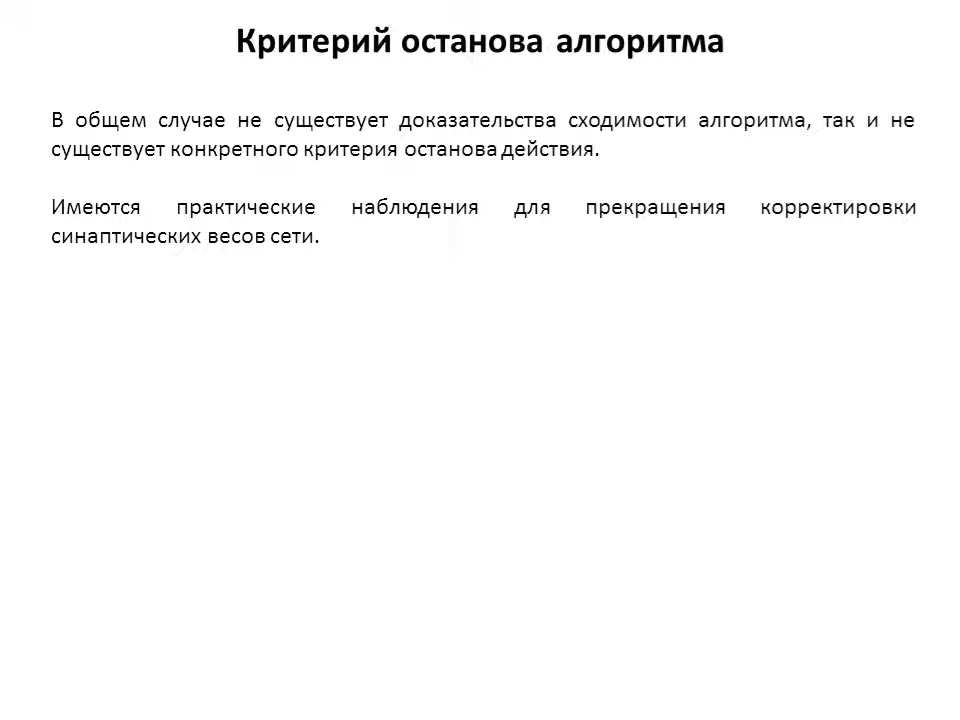 Критерий останова алгоритма
В общем случае не существует доказательства сходимости алгоритма, так и не
существует конкретного критерия останова действия.
Имеются практические наблюдения для прекращения корректировки
синаптических весов сети.